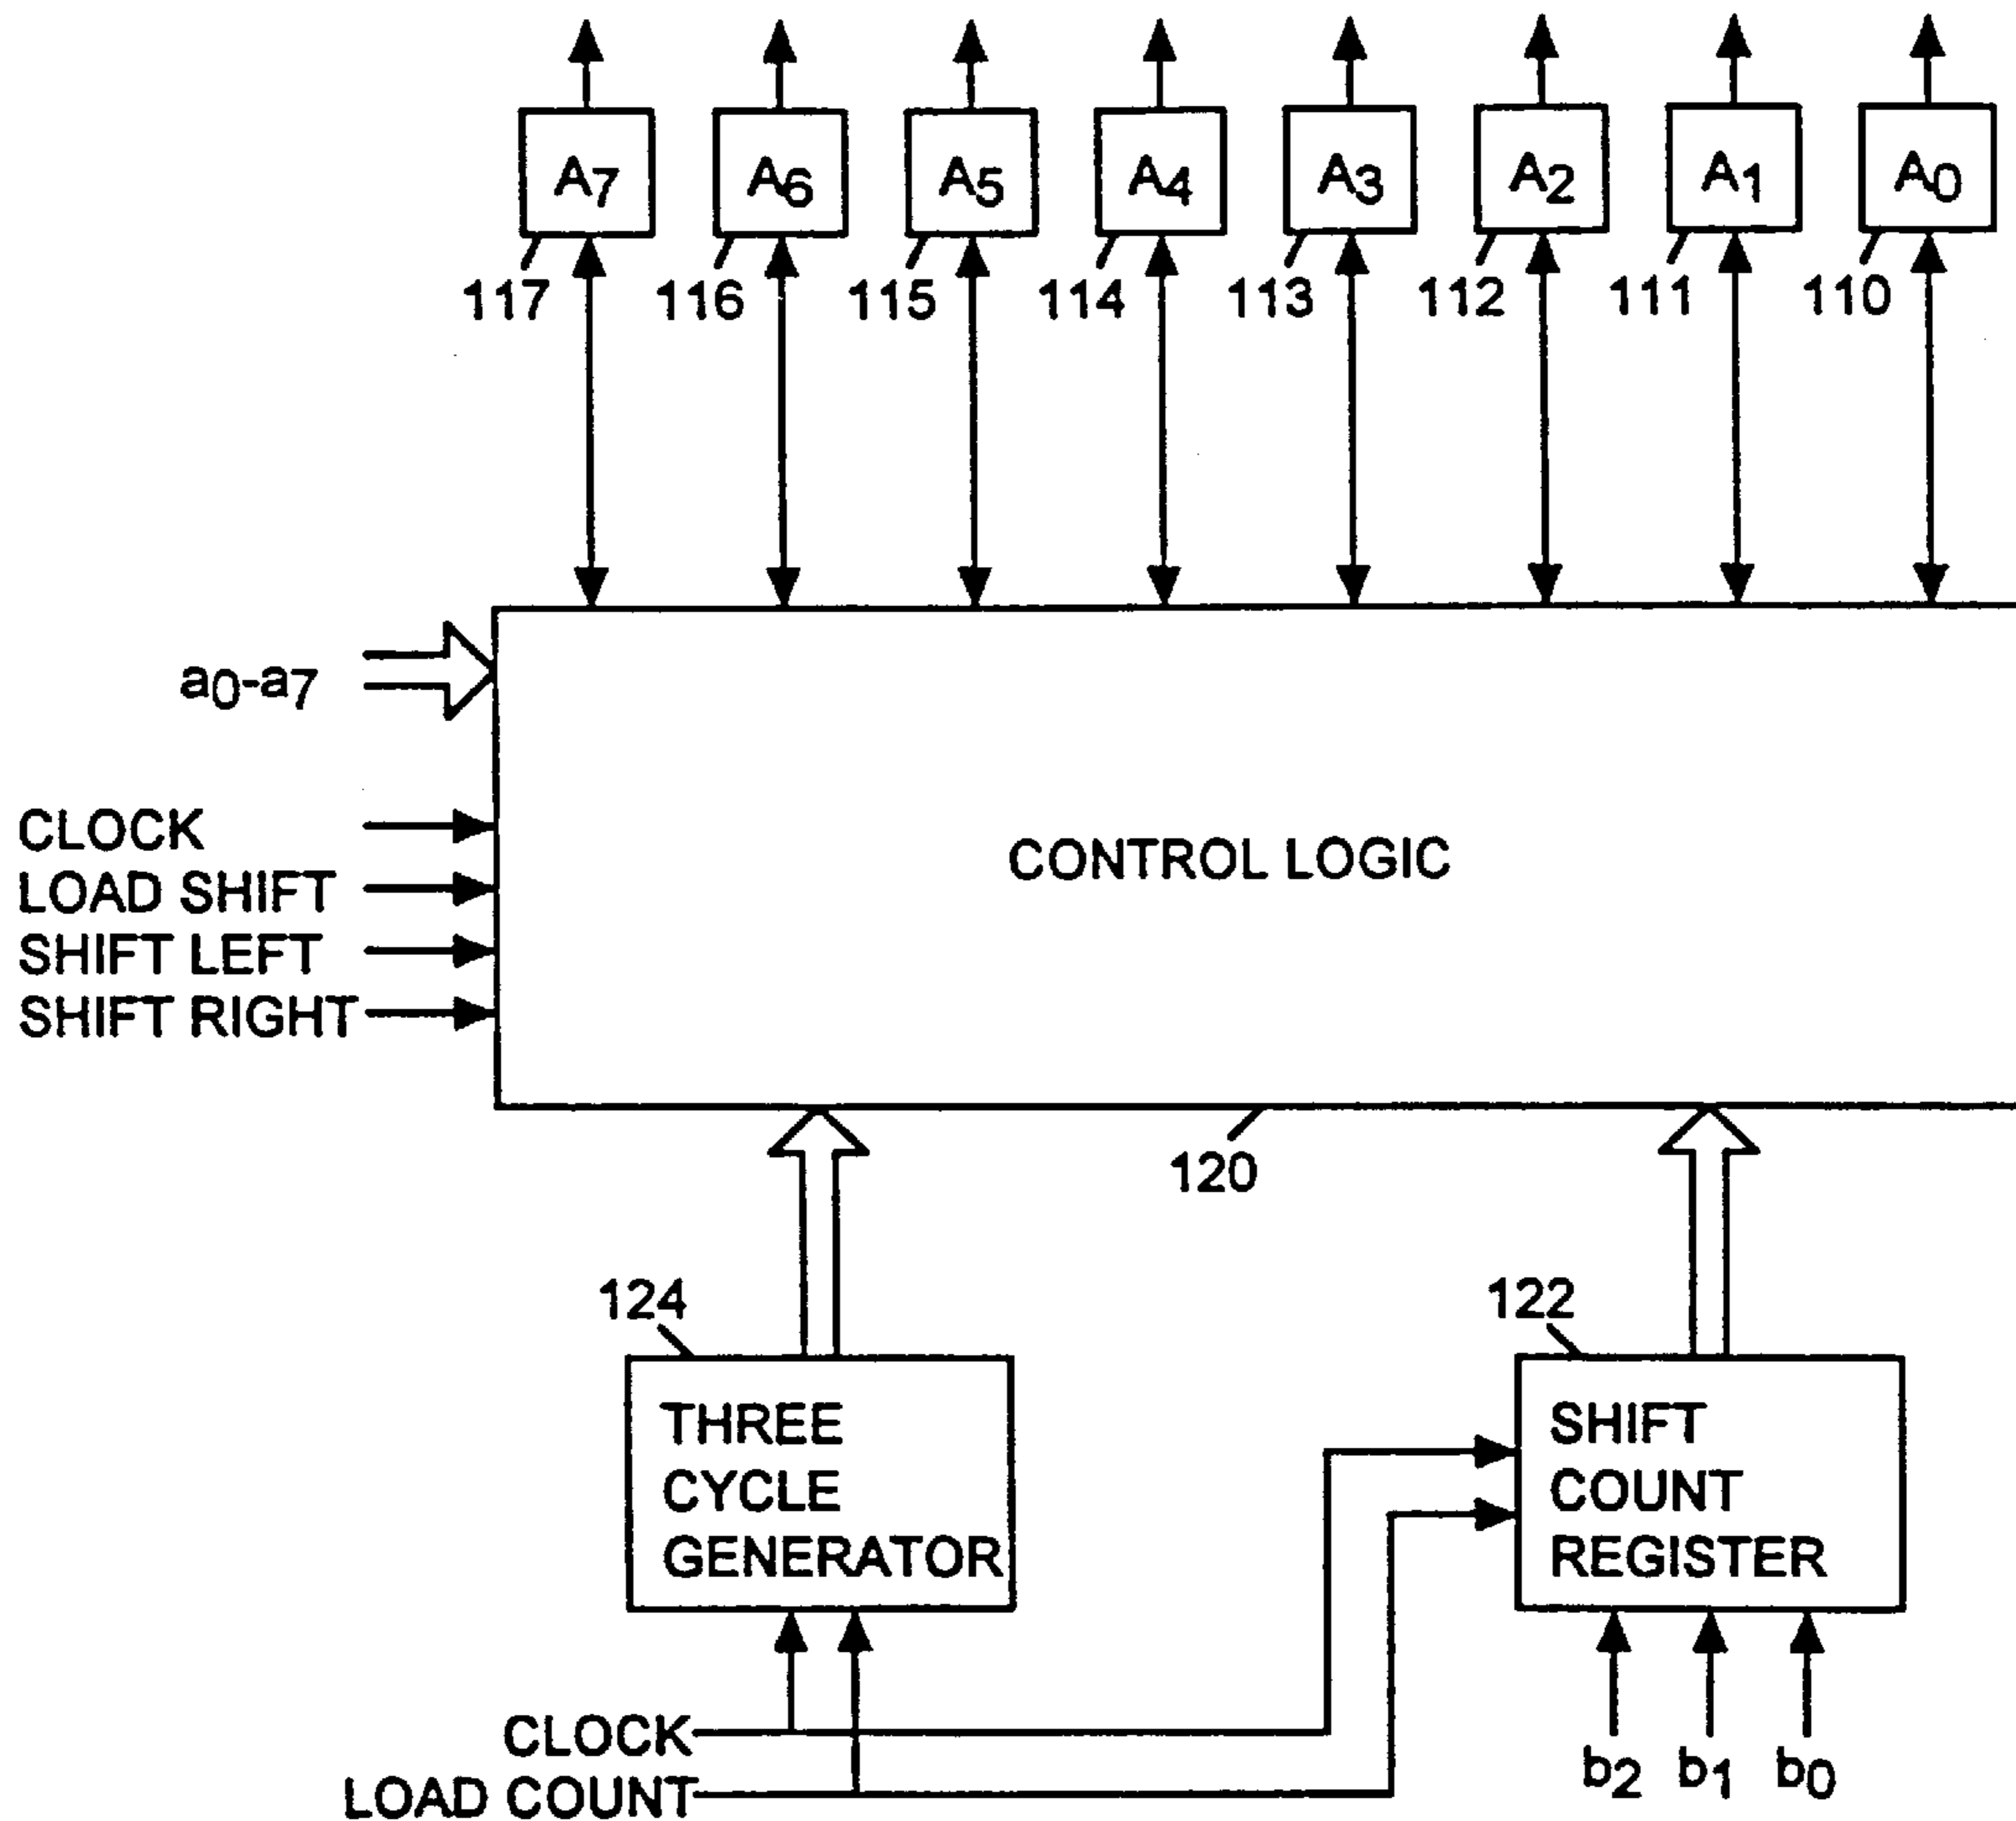 A7 A6 A5 A4 A3 A2 A1 A0
117 116 115 114 113 112 111 110
a0-a7
CLOCK
LOAD SHIFT
SHIFT LEFT
SHIFT RIGHT
CONTROL LOGIC
120
124
THREE
CYCLE
GENERATOR
122
SHIFT
COUNT
REGISTER
CLOCK
LOAD COUNT
b2 b1 b0